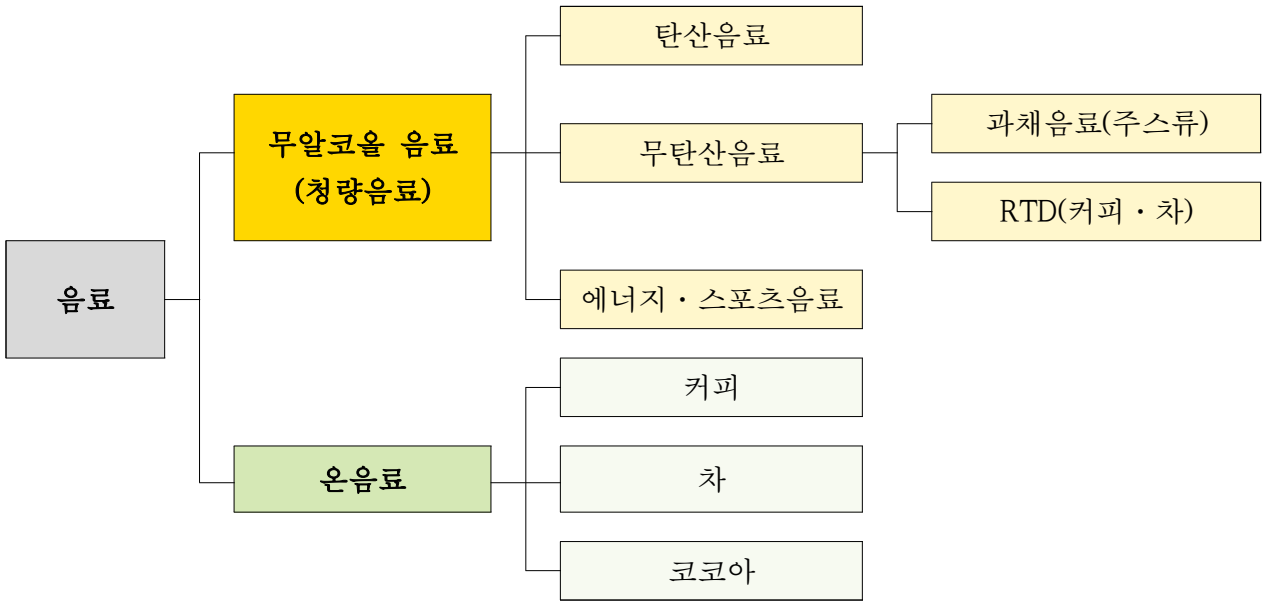 음료
무알코올 음료
(청량음료)
탄산음료
무탄산음료
과채음료(주스류)
RTD(커피·차)
에너지·스포츠음료
온음료
커피
차
코코아